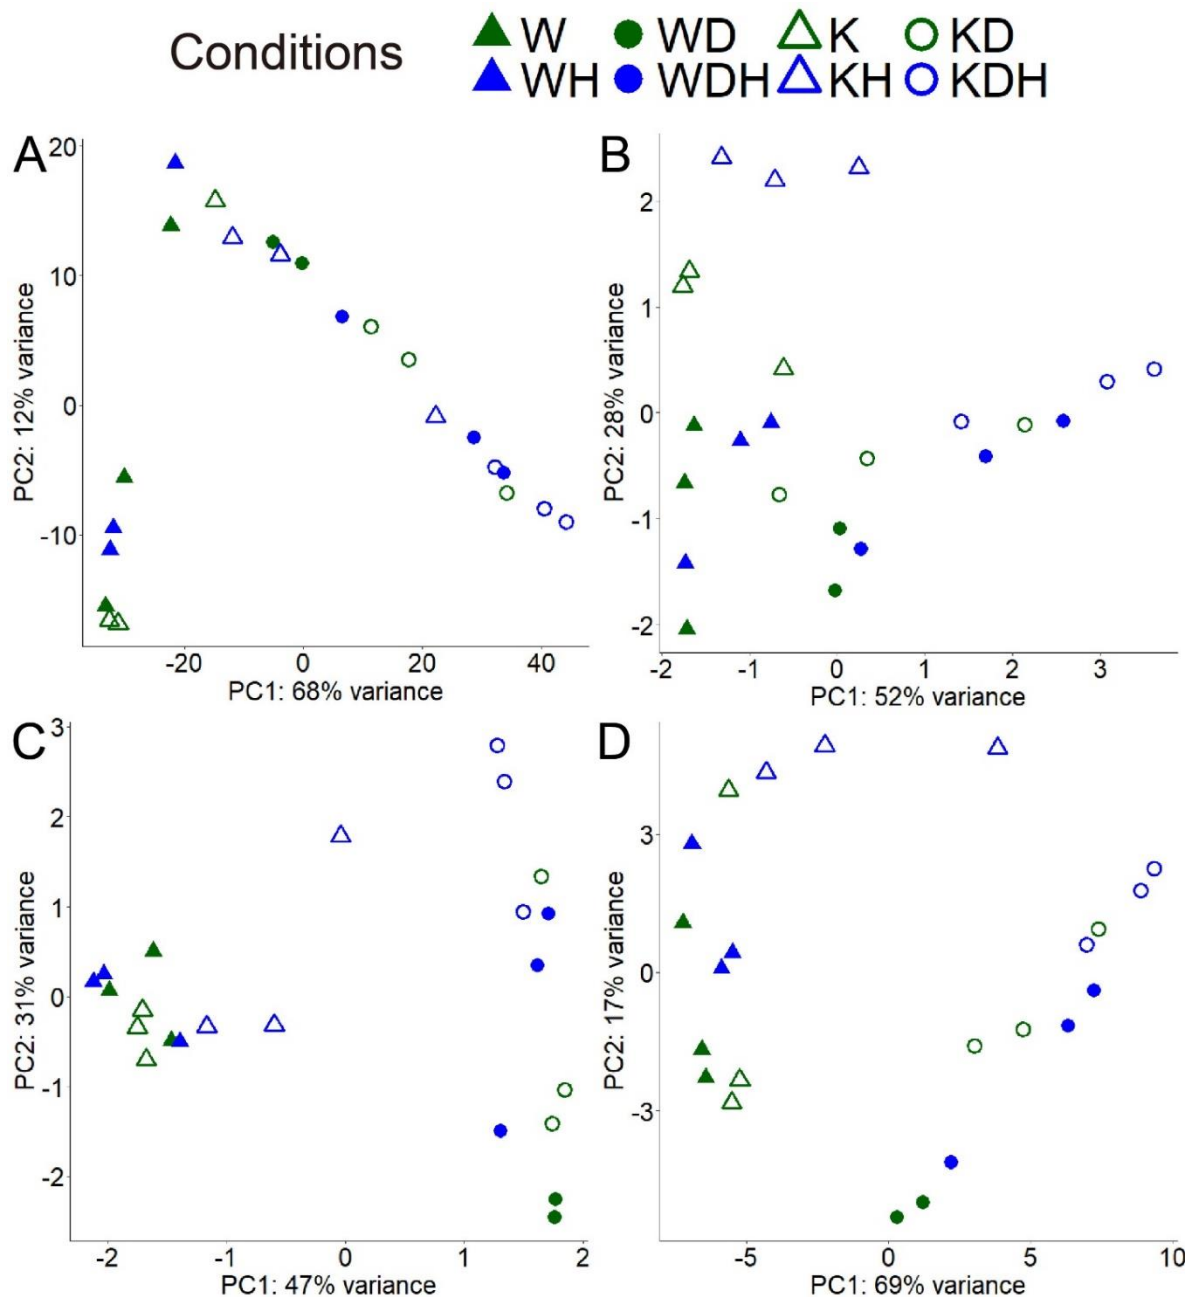 Conditions
W WD K KD
WH WDH KH KDH
A
20
10
0
-10
PC2: 12% variance
-20 0 20 40
PC1: 68% variance
B
2
1
0
-1
-2
PC2: 28% variance
-2 -1 0 1 2 3
PC1: 52% variance
C
3
2
1
0
-1
-2
PC2: 31% variance
-2 -1 0 1 2
PC1: 47% variance
D
3
0
-3
PC2: 17% variance
-5 0 5 10
PC1: 69% variance